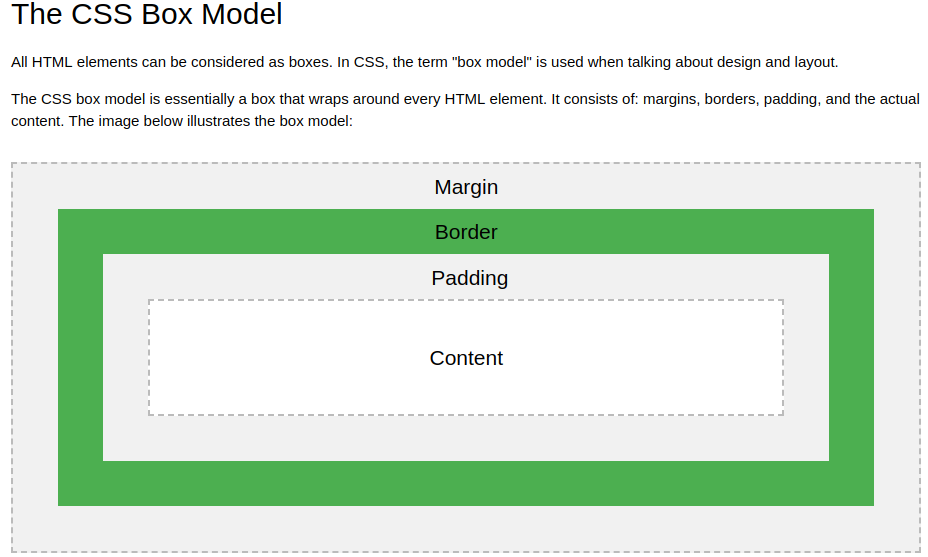 The CSS Box Model
All HTML elements can be considered as boxes. In CSS, the term "box model" is used when talking about design and layout.
The CSS box model is essentially a box that wraps around every HTML element. It consists of: margins, borders, padding, and the actual
content. The image below illustrates the box model:
Margin
Border
Padding
Content